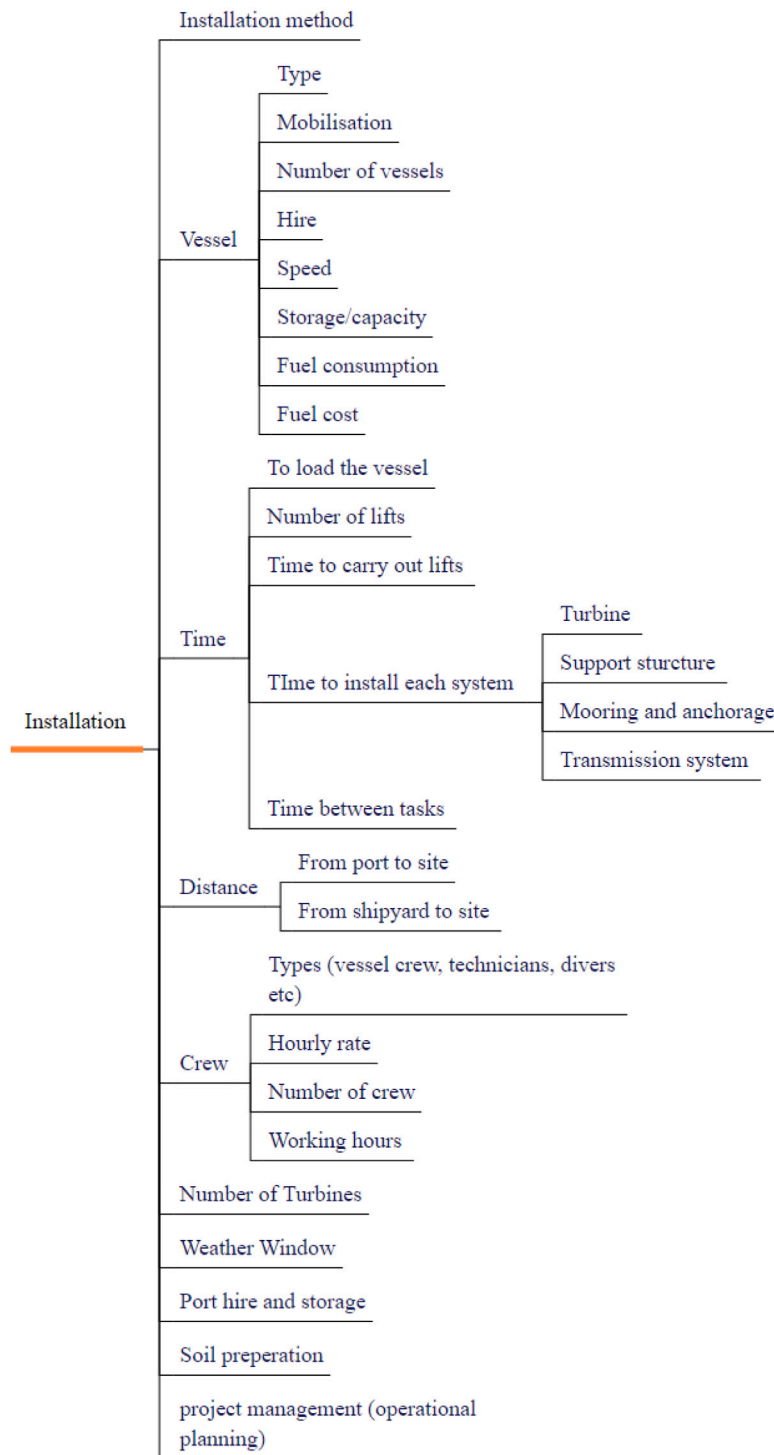 Installation method
Type
Mobilisation
Number of vessels
Hire
Vessel
Speed
Storage/capacity
Fuel consumption
Fuel cost
To load the vessel
Number of lifts
Time to carry out lifts
Turbine
Time
Support sturcture
TIme to install each system
Mooring and anchorage
Installation
Transmission system
Time between tasks
From port to site
Distance
From shipyard to site
Types (vessel crew, technicians, divers
etc)
Hourly rate
Crew
Number of crew
Working hours
Number of Turbines
Weather Window
Port hire and storage
Soil preperation
project management (operational
planning)